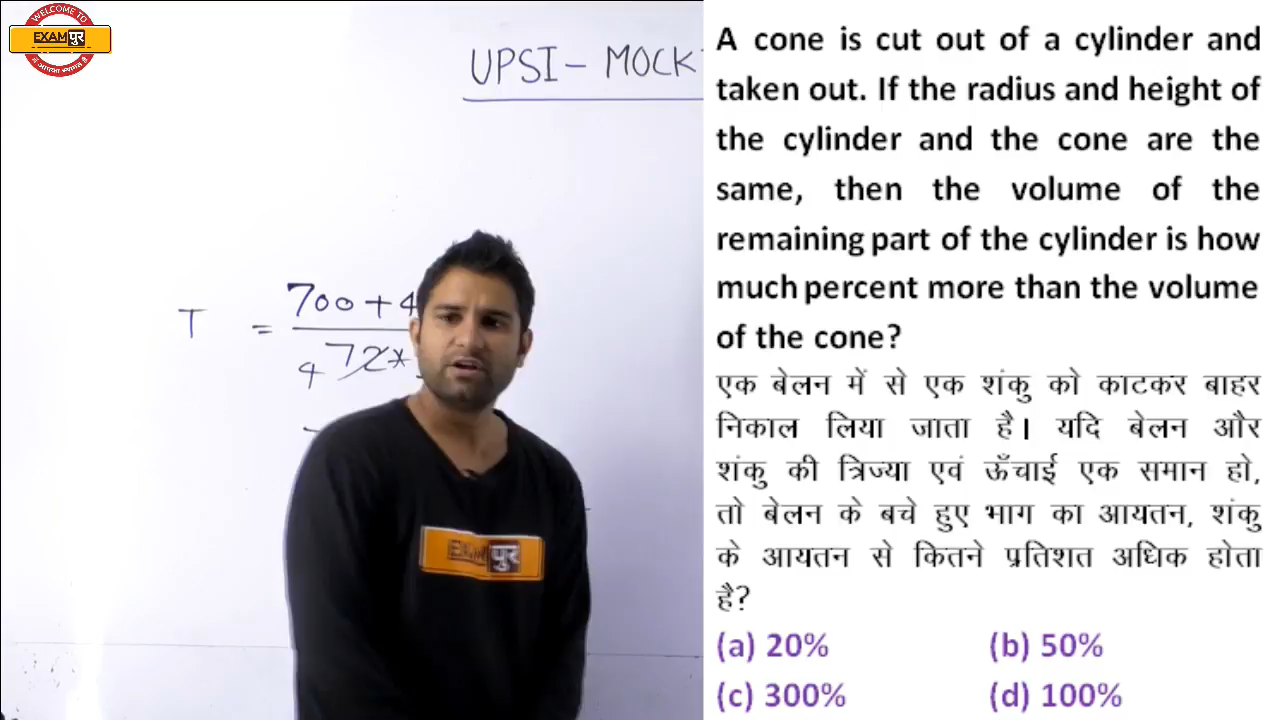 WELCOME TO
EXAMपुर
UPSI - MOCK
700 + 4
T =
4 72*
EXAMपुर
A cone is cut out of a cylinder and
taken out. If the radius and height of
the cylinder and the cone are the
same, then the volume of the
remaining part of the cylinder is how
much percent more than the volume
of the cone?
एक बेलन में से एक शंकु को काटकर बाहर
निकाल लिया जाता है। यदि बेलन और
शंकु की त्रिज्या एवं ऊँचाई एक समान हो,
तो बेलन के बचे हुए भाग का आयतन, शंकु
के आयतन से कितने प्रतिशत अधिक होता
है?
(a) 20% (b) 50%
(c) 300% (d) 100%